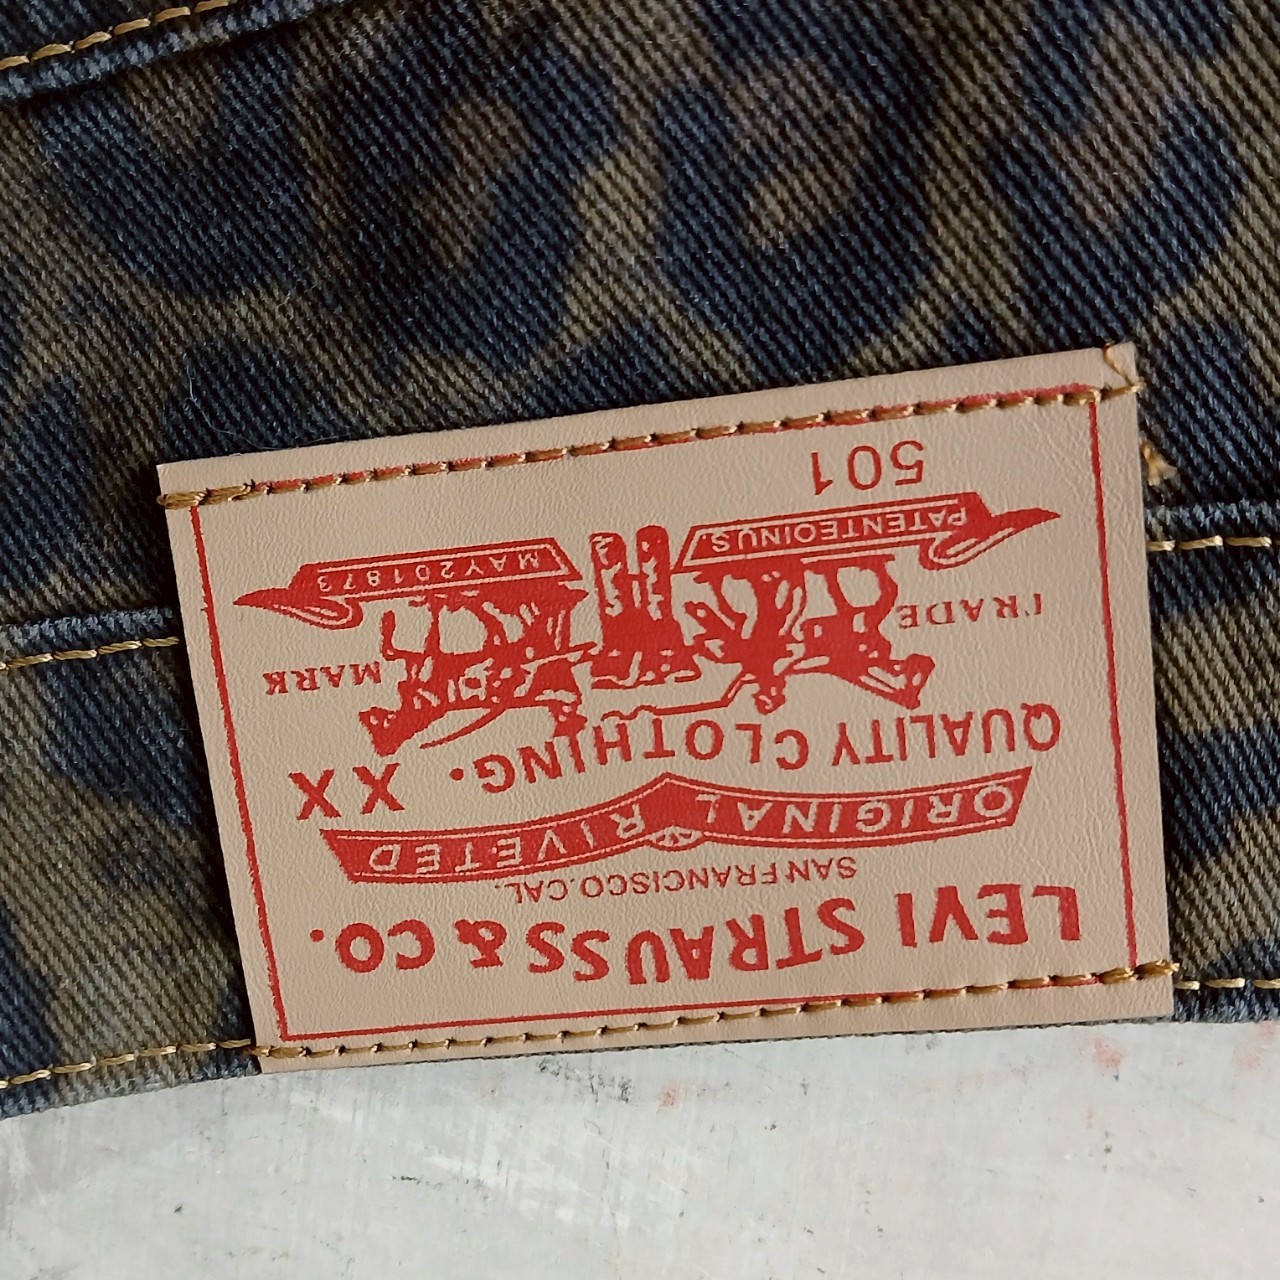 LEVI STRAUSS & CO.
SAN FRANCISCO. CAL.
ORIGINAL RIVETED
QUALITY CLOTHING. XX
TRADE MARK
PATENTEOINUS. MAY201873
501